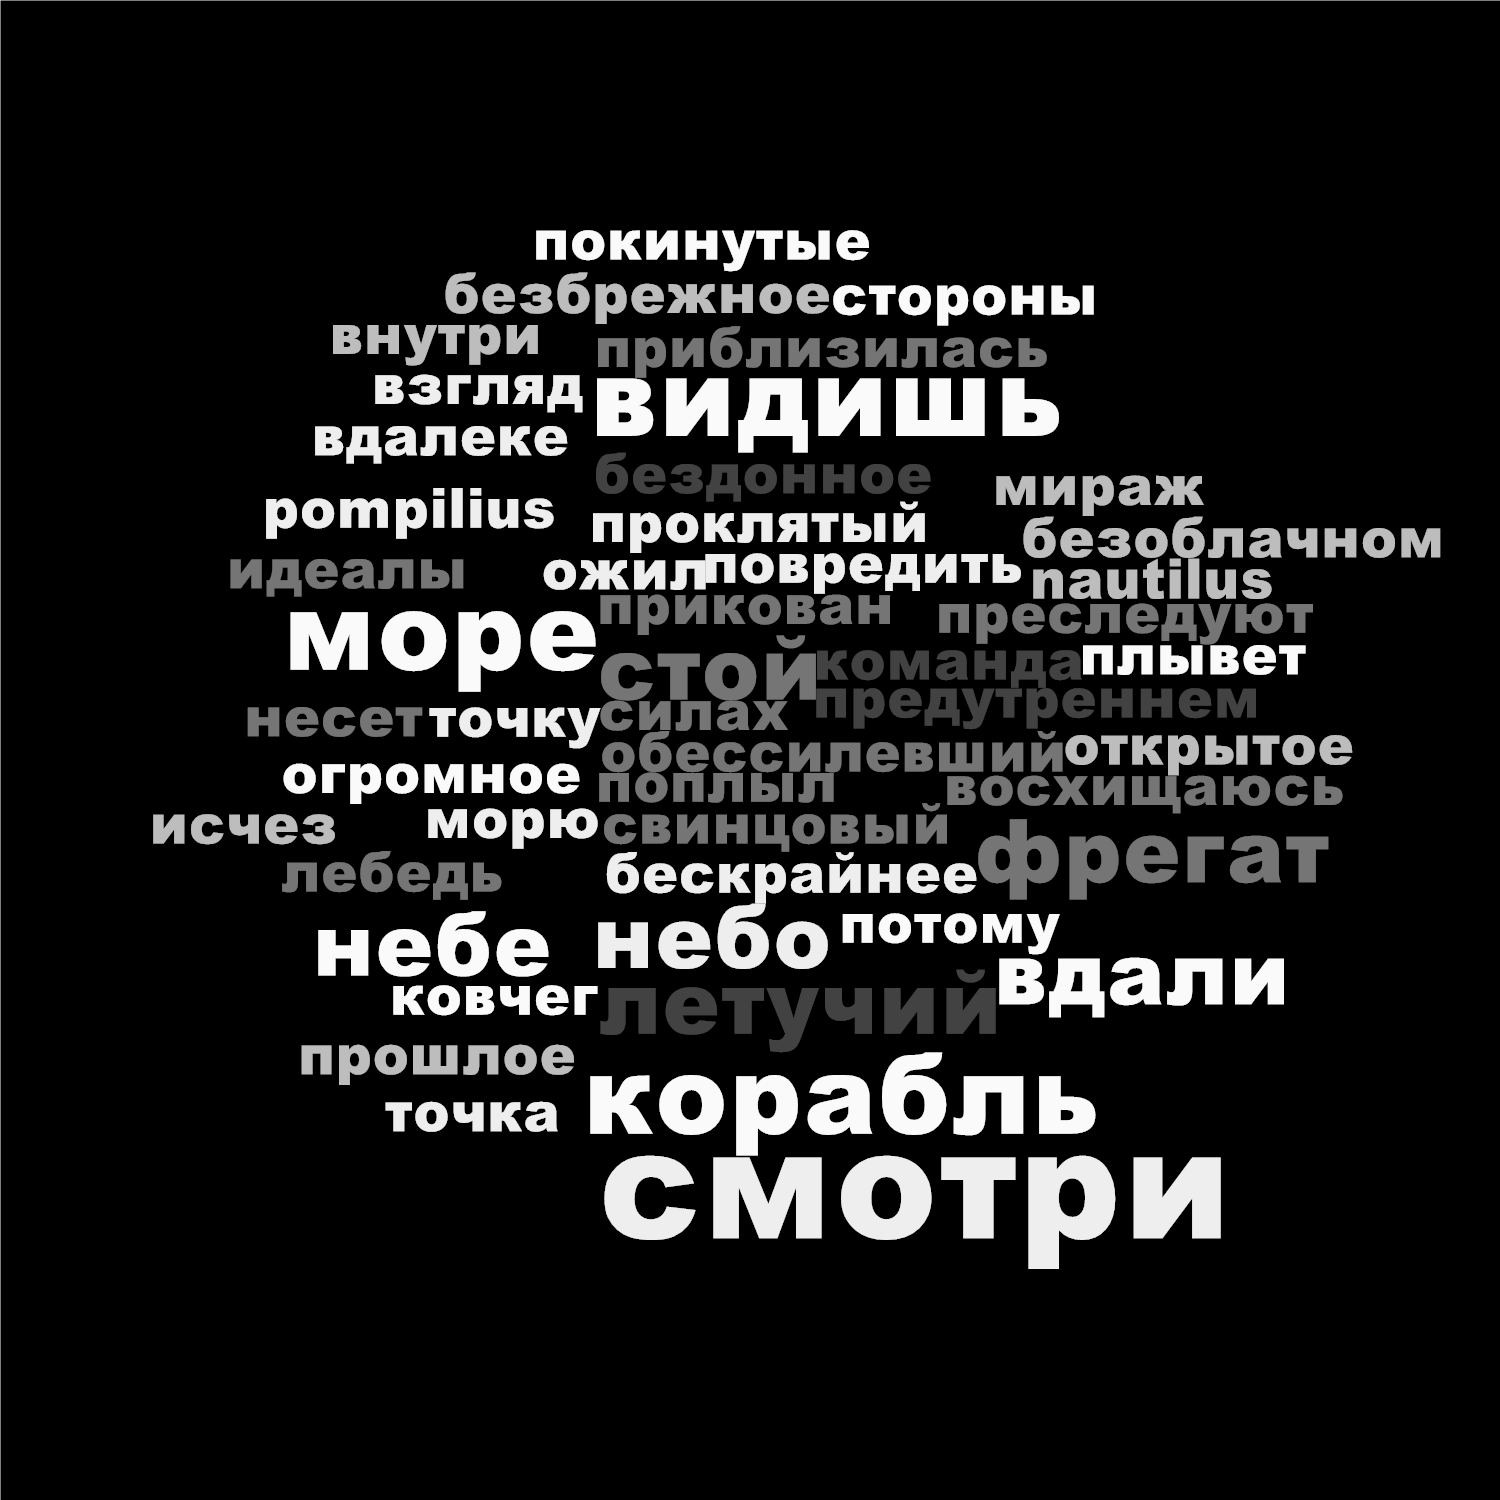 покинутые
безбрежное стороны
внутри приблизилась
взгляд видишь
вдалеке
бездонное мираж
pompilius проклятый безоблачном
идеалы ожил повредить nautilus
море прикован преследуют
стой команда плывет
несет точку силах предутреннем
огромное обессилевший открытое
поплыл восхищаюсь
исчез морю свинцовый фрегат
лебедь бескрайнее
небе небо потому
ковчег летучий вдали
прошлое
точка корабль
смотри